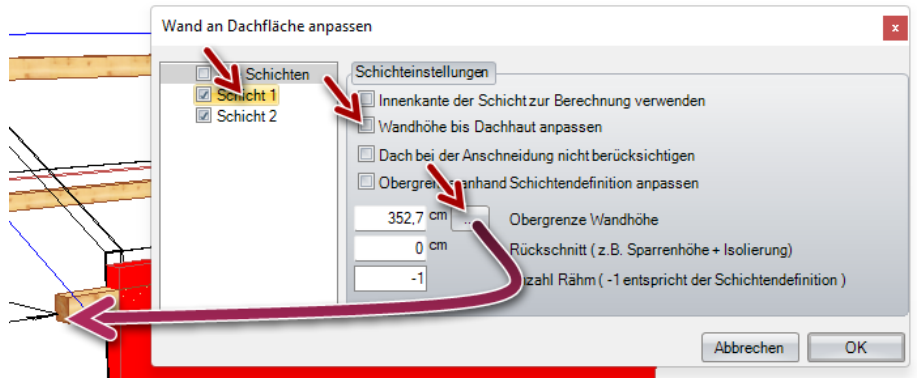 Wand an Dachfläche anpassen
x
Schichten
Schicht 1
Schicht 2
Schichteinstellungen
Innenkante der Schicht zur Berechnung verwenden
Wandhöhe bis Dachhaut anpassen
Dach bei der Anschneidung nicht berücksichtigen
Obergrenze anhand Schichtendefinition anpassen
352,7 cm ... Obergrenze Wandhöhe
0 cm Rückschnitt ( z.B. Sparrenhöhe + Isolierung)
-1 Anzahl Rähm ( -1 entspricht der Schichtendefinition )
Abbrechen OK